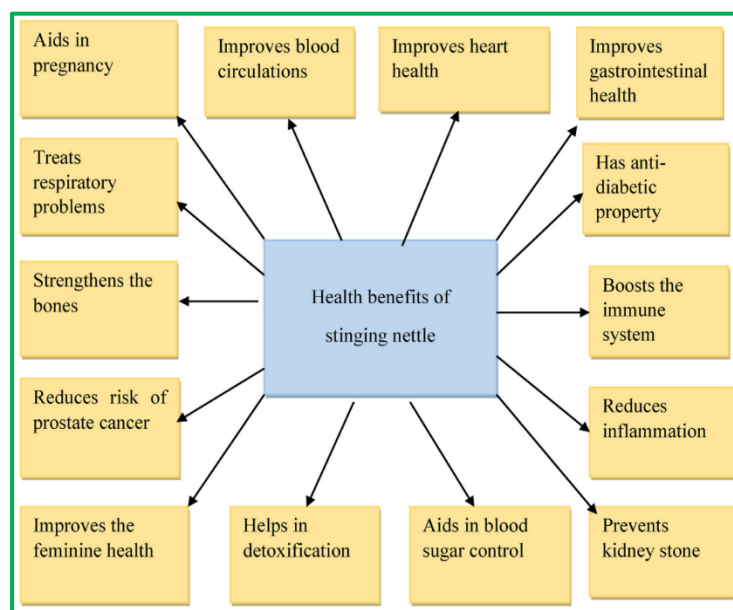 Aids in
pregnancy
Improves blood
circulations
Improves heart
health
Improves
gastrointestinal
health
Treats
respiratory
problems
Has anti-
diabetic
property
Strengthens the
bones
Health benefits of
stinging nettle
Boosts the
immune
system
Reduces risk of
prostate cancer
Reduces
inflammation
Improves the
feminine health
Helps in
detoxification
Aids in blood
sugar control
Prevents
kidney stone